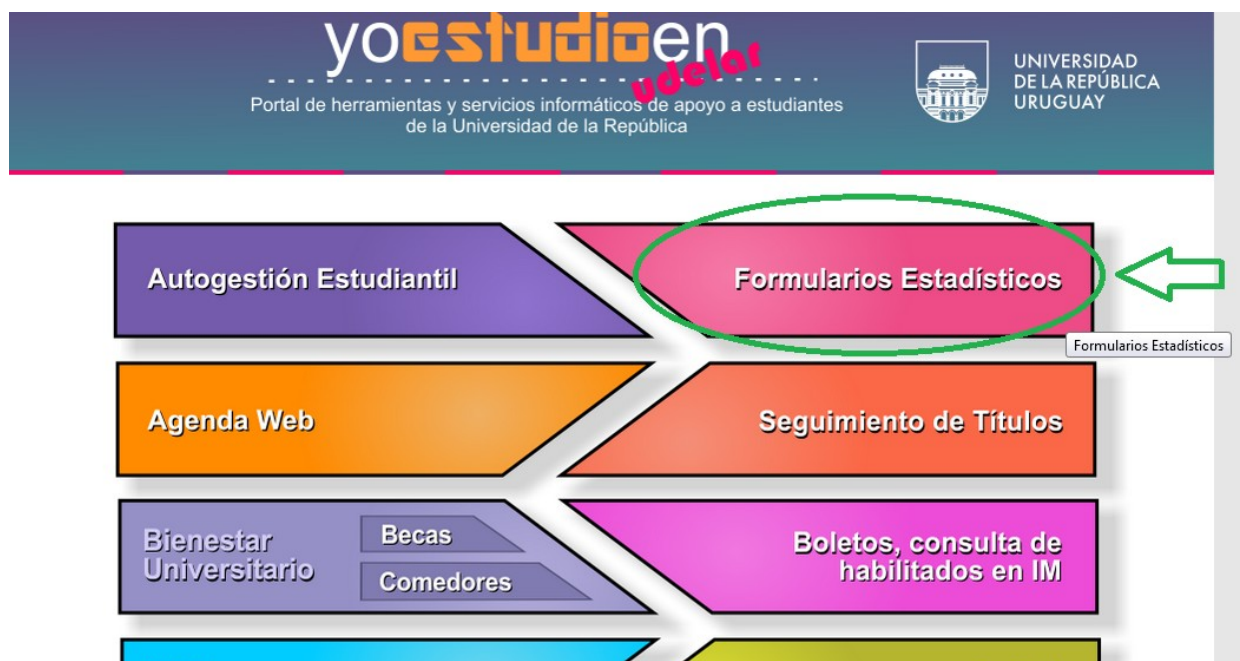 yoestudioen
udelar
Portal de herramientas y servicios informáticos de apoyo a estudiantes
de la Universidad de la República
UNIVERSIDAD
DE LA REPÚBLICA
URUGUAY
Autogestión Estudiantil
Formularios Estadísticos
Formularios Estadísticos
Agenda Web
Seguimiento de Títulos
Bienestar
Universitario
Becas
Comedores
Boletos, consulta de
habilitados en IM